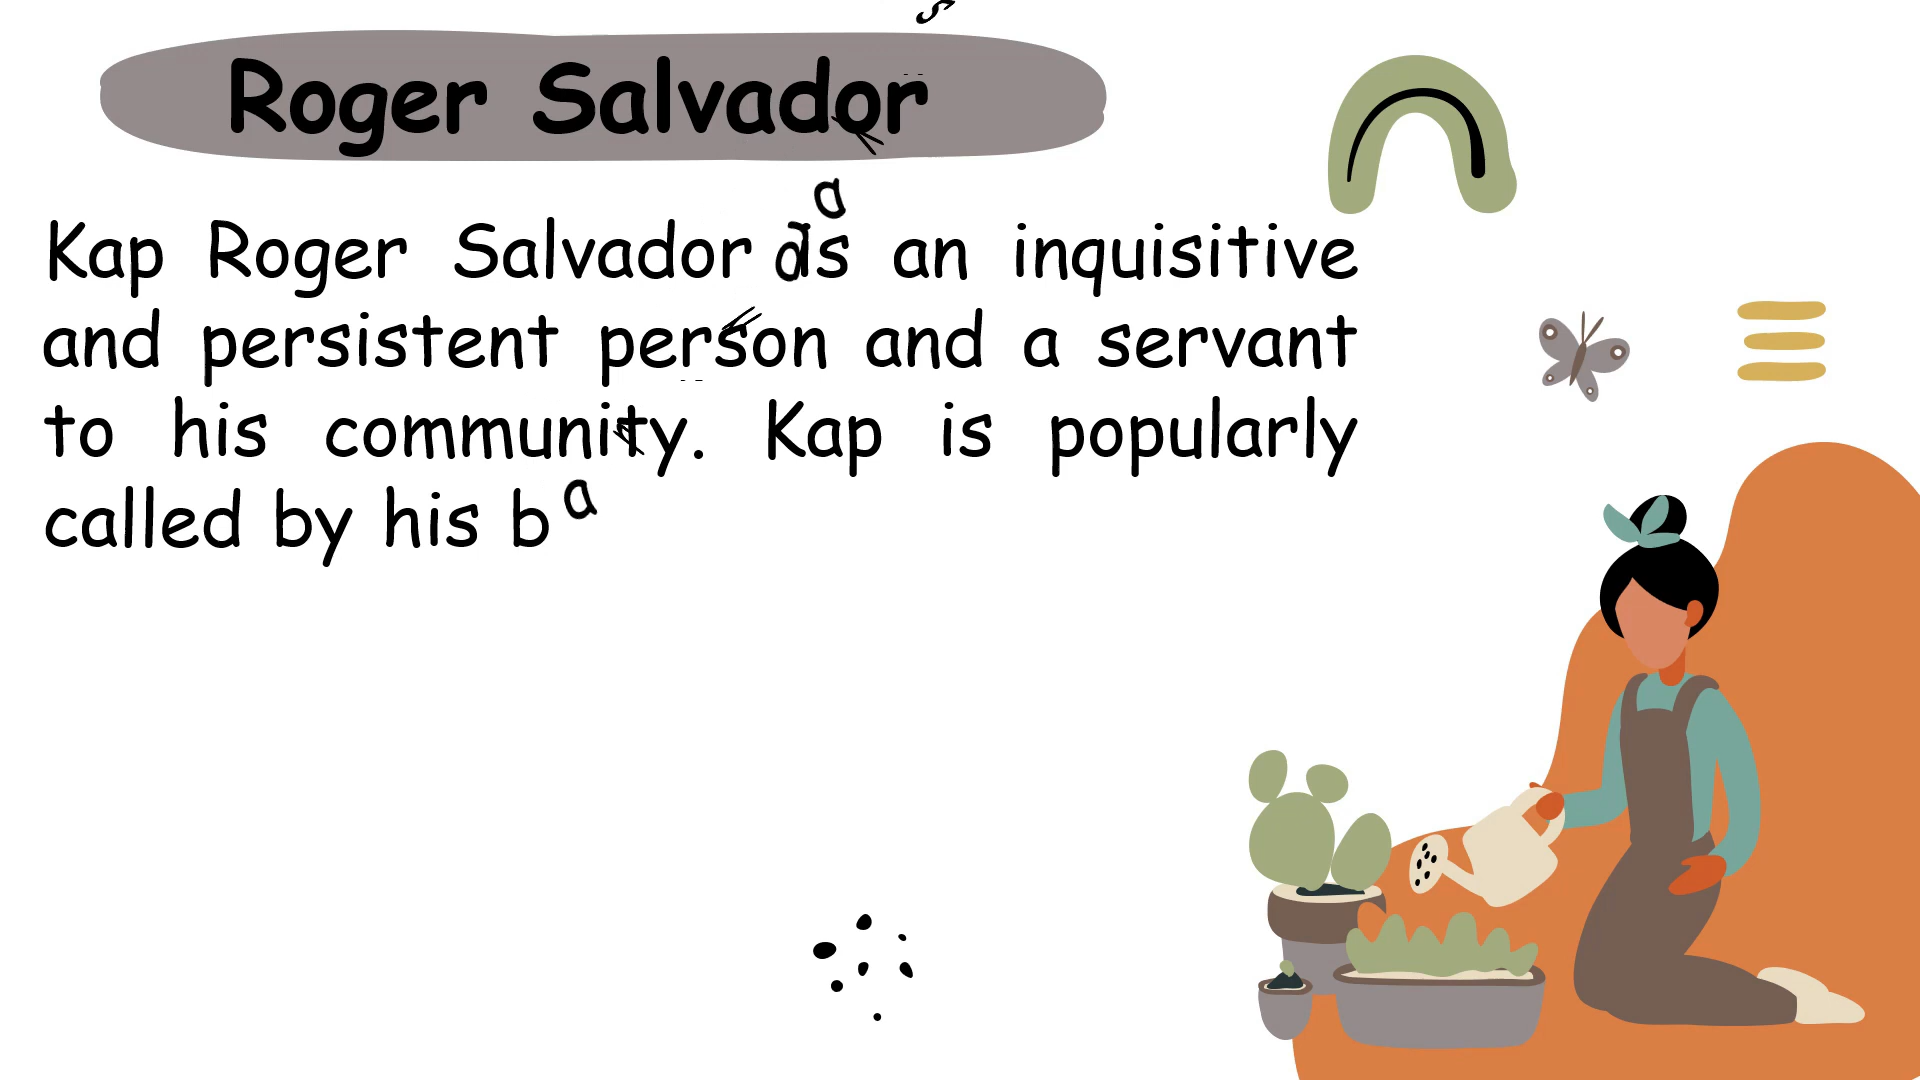 Roger Salvador
Kap Roger Salvador is an inquisitive
and persistent person and a servant
to his community. Kap is popularly
called by his b